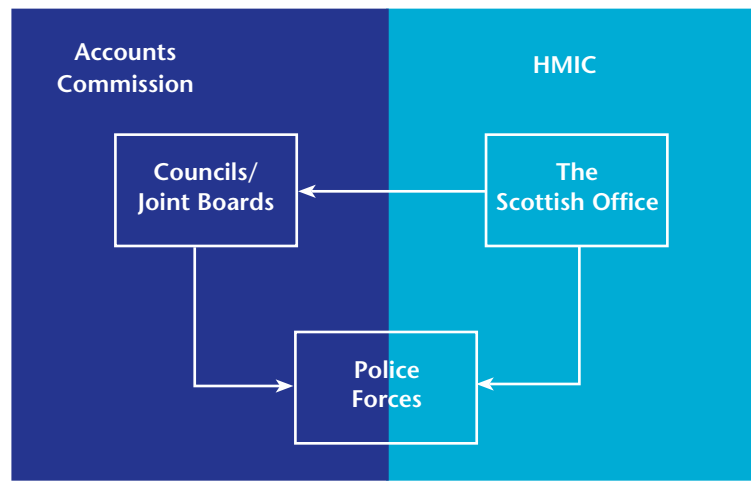 Accounts
Commission
HMIC
Councils/
Joint Boards
The
Scottish Office
Police
Forces